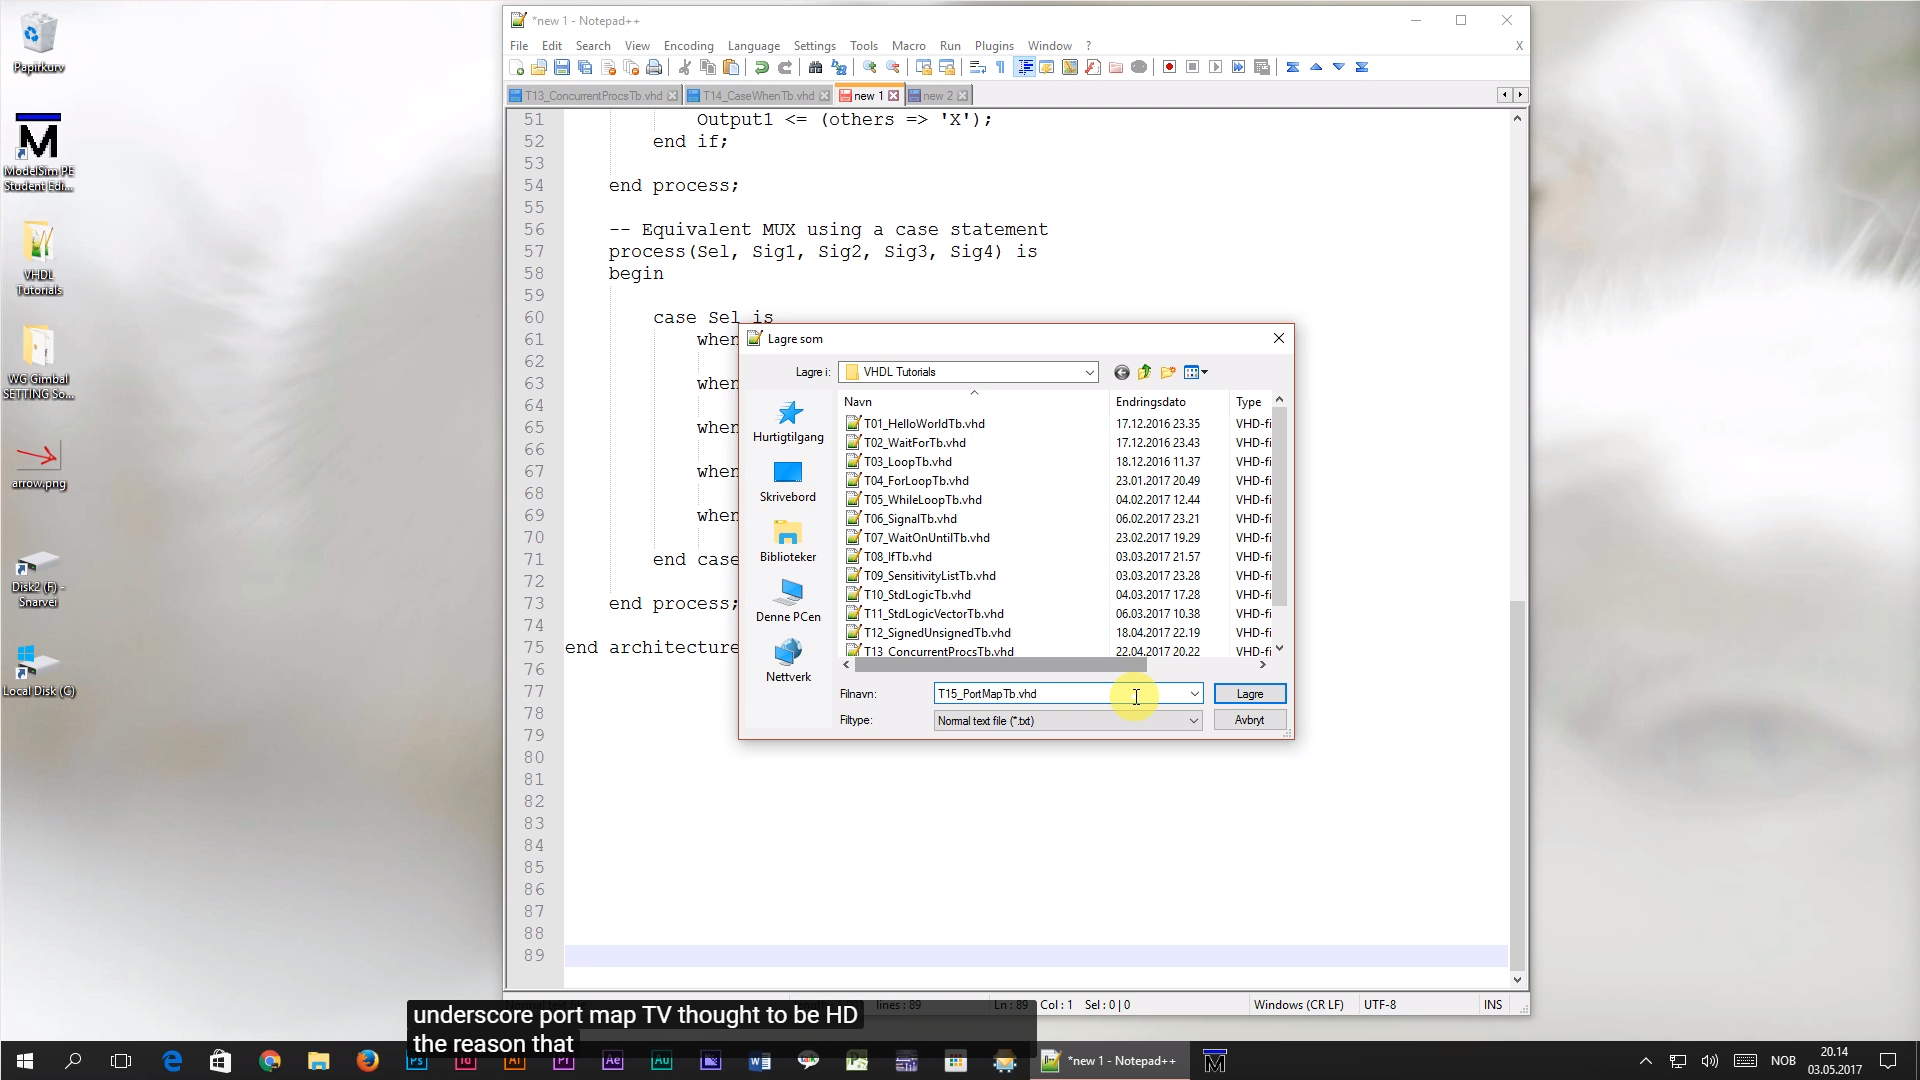 Papirkurv
ModelSim PE
Student Edi...
VHDL
Tutorials
WG Gimbal
SETTING So...
arrow.png
Disk2 (F) -
Snarvei
Local Disk (C)
*new 1 - Notepad++
File Edit Search View Encoding Language Settings Tools Macro Run Plugins Window ? X
T13_ConcurrentProcsTb.vhd T14_CaseWhenTb.vhd new 1 new 2
51 Output1 <= (others => 'X');
52 end if;
53
54 end process;
55
56 -- Equivalent MUX using a case statement
57 process(Sel, Sig1, Sig2, Sig3, Sig4) is
58 begin
59
60 case Sel is
61 when
62
63 when
64
65 when
66
67 when
68
69 when
70
71 end case
72
73 end process;
74
75 end architecture
76
77
78
79
80
81
82
83
84
85
86
87
88
89
Lagre som
Lagre i: VHDL Tutorials
Hurtigtilgang
Skrivebord
Biblioteker
Denne PCen
Nettverk
Navn Endringsdato Type
T01_HelloWorldTb.vhd 17.12.2016 23.35 VHD-fi
T02_WaitForTb.vhd 17.12.2016 23.43 VHD-fi
T03_LoopTb.vhd 18.12.2016 11.37 VHD-fi
T04_ForLoopTb.vhd 23.01.2017 20.49 VHD-fi
T05_WhileLoopTb.vhd 04.02.2017 12.44 VHD-fi
T06_SignalTb.vhd 06.02.2017 23.21 VHD-fi
T07_WaitOnUntilTb.vhd 23.02.2017 19.29 VHD-fi
T08_IfTb.vhd 03.03.2017 21.57 VHD-fi
T09_SensitivityListTb.vhd 03.03.2017 23.28 VHD-fi
T10_StdLogicTb.vhd 04.03.2017 17.28 VHD-fi
T11_StdLogicVectorTb.vhd 06.03.2017 10.38 VHD-fi
T12_SignedUnsignedTb.vhd 18.04.2017 22.19 VHD-fi
T13_ConcurrentProcsTb.vhd 22.04.2017 20.22 VHD-fi
Filnavn: T15_PortMapTb.vhd Lagre
Filtype: Normal text file (*.txt) Avbryt
lines : 89 Ln : 89 Col : 1 Sel : 0 | 0 Windows (CR LF) UTF-8 INS
underscore port map TV thought to be HD
the reason that
Ps Id Ai Pr Ae Au *new 1 - Notepad++ NOB 20.14
03.05.2017